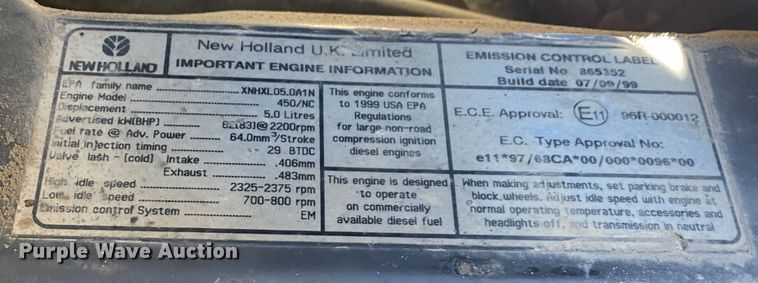 NEW HOLLAND
New Holland U.K. Limited
IMPORTANT ENGINE INFORMATION
EPA family name XNHXL05.0A1N
Engine Model 450/NC
Displacement 5.0 Litres
Advertised kW(BHP) 62(83)@2200rpm
Fuel rate @ Adv. Power 64.0mm³/Stroke
Initial injection timing 29 BTDC
Valve lash - (cold) Intake .406mm
Exhaust .483mm
High idle speed 2325-2375 rpm
Low idle speed 700-800 rpm
Emission control System EM
This engine conforms
to 1999 USA EPA
Regulations
for large non-road
compression ignition
diesel engines
This engine is designed
to operate
on commercially
available diesel fuel
EMISSION CONTROL LABEL
Serial No 865352
Build date 07/09/99
E.C.E. Approval: E11 96R-000012
E.C. Type Approval No:
e11*97/68CA*00/000*0096*00
When making adjustments, set parking brake and
block wheels. Adjust idle speed with engine at
normal operating temperature, accessories and
headlights off, and transmission in neutral
Purple Wave Auction